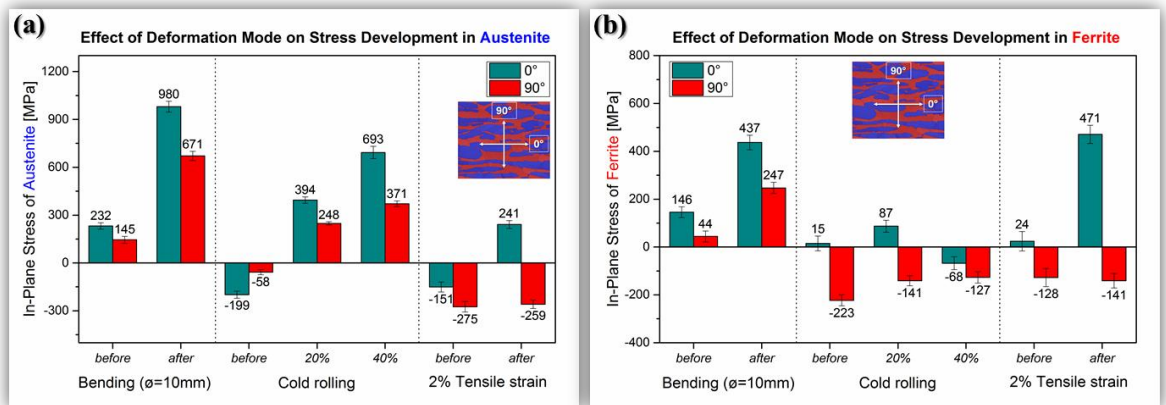 (a)
Effect of Deformation Mode on Stress Development in Austenite
In-Plane Stress of Austenite [MPa]
1200
900
600
300
0
-300
0°
90°
90°
0°
232
145
980
671
-199
-58
394
248
693
371
-151
-275
241
-259
before
after
before
20%
40%
before
after
Bending (ø=10mm)
Cold rolling
2% Tensile strain
(b)
Effect of Deformation Mode on Stress Development in Ferrite
In-Plane Stress of Ferrite [MPa]
800
600
400
200
0
-200
-400
0°
90°
90°
0°
146
44
437
247
15
-223
87
-141
-68
-127
24
-128
471
-141
before
after
before
20%
40%
before
after
Bending (ø=10mm)
Cold rolling
2% Tensile strain